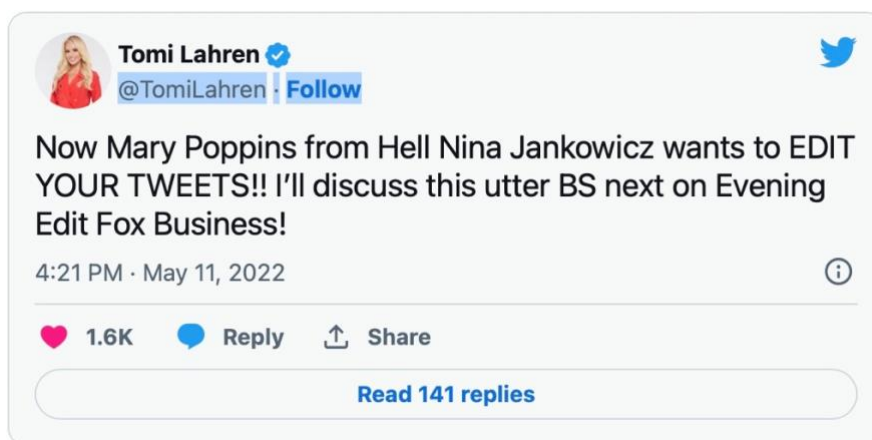 Tomi Lahren
@TomiLahren · Follow
Now Mary Poppins from Hell Nina Jankowicz wants to EDIT
YOUR TWEETS!! I’ll discuss this utter BS next on Evening
Edit Fox Business!
4:21 PM · May 11, 2022
1.6K Reply Share
Read 141 replies